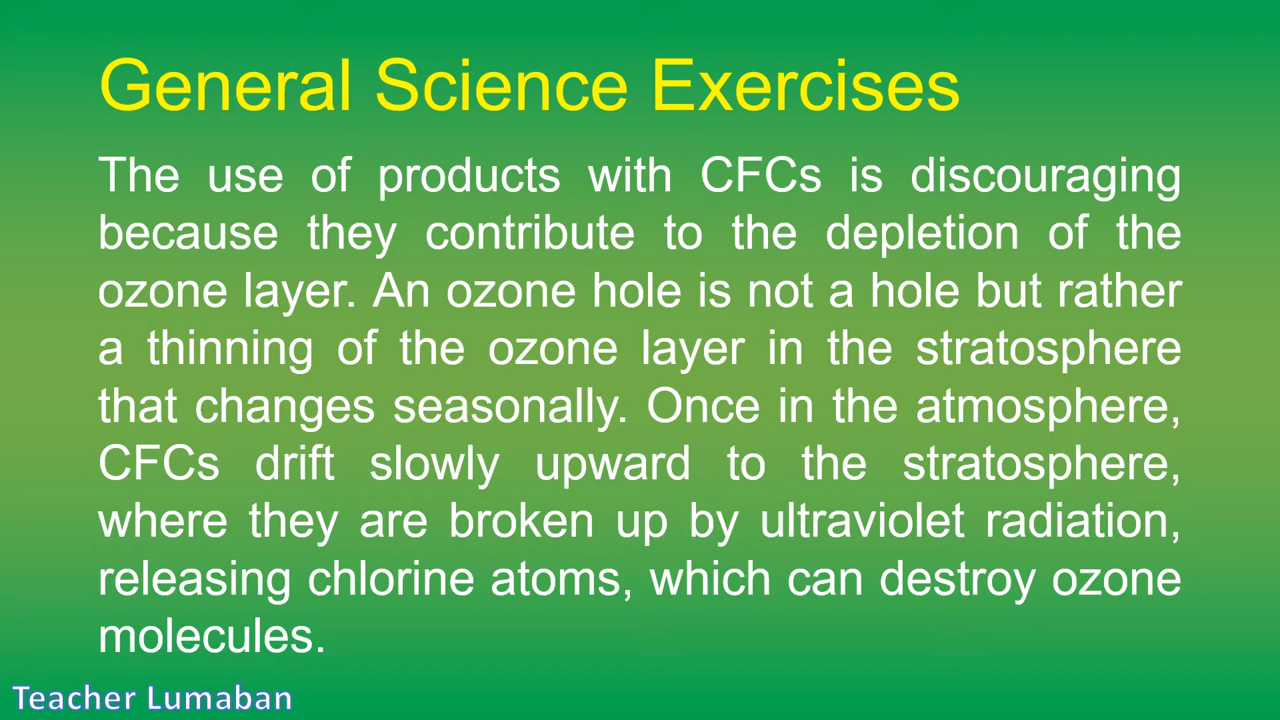 General Science Exercises
The use of products with CFCs is discouraging
because they contribute to the depletion of the
ozone layer. An ozone hole is not a hole but rather
a thinning of the ozone layer in the stratosphere
that changes seasonally. Once in the atmosphere,
CFCs drift slowly upward to the stratosphere,
where they are broken up by ultraviolet radiation,
releasing chlorine atoms, which can destroy ozone
molecules.
Teacher Lumaban